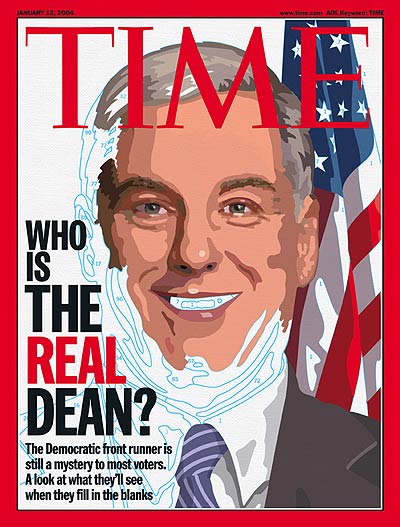 JANUARY 12, 2004 www.time.com AOL Keyword: TIME
TIME
WHO
IS
THE
REAL
DEAN?
The Democratic front runner is
still a mystery to most voters.
A look at what they'll see
when they fill in the blanks